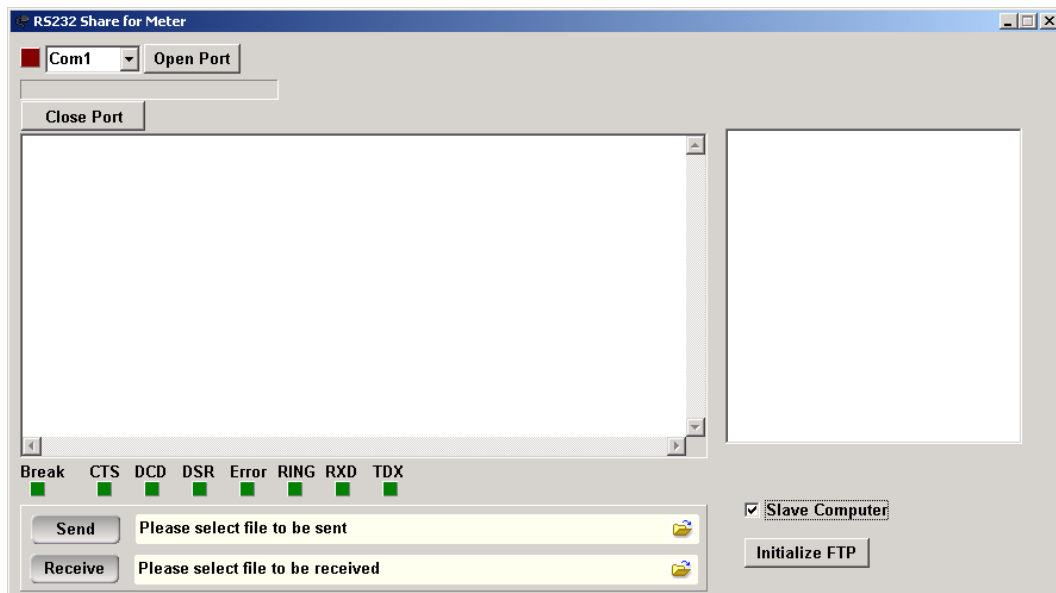 RS232 Share for Meter
Com1 Open Port
Close Port
Break CTS DCD DSR Error RING RXD TDX
Send Please select file to be sent
Receive Please select file to be received
Slave Computer
Initialize FTP